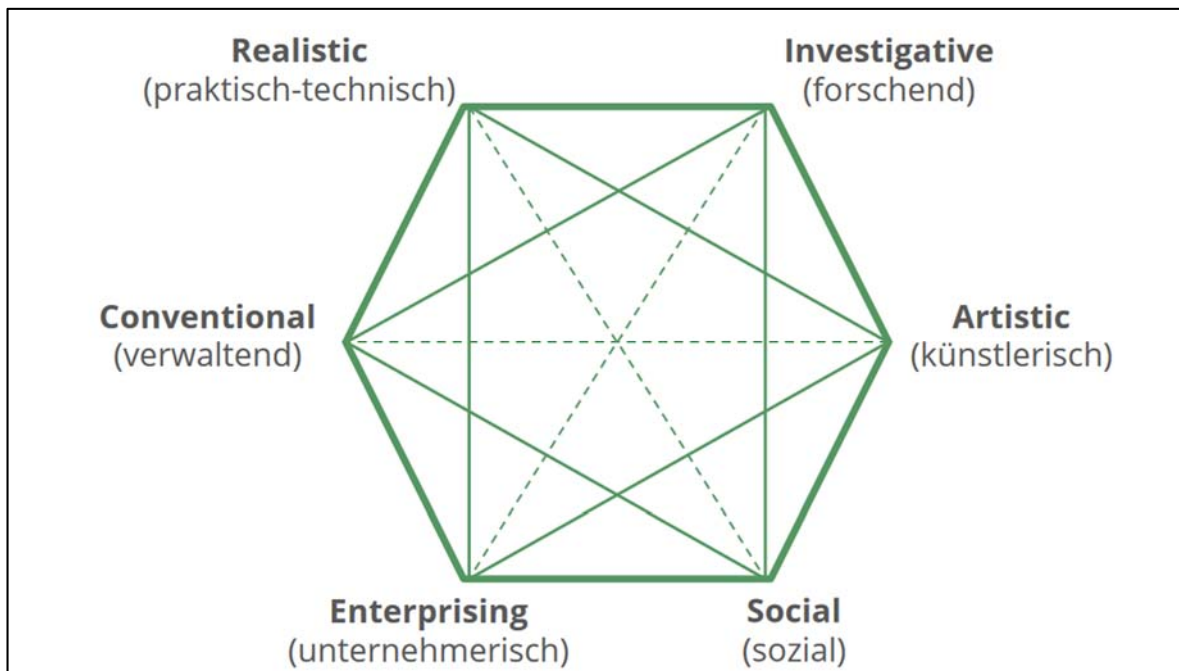 Realistic
(praktisch-technisch)
Investigative
(forschend)
Conventional
(verwaltend)
Artistic
(künstlerisch)
Enterprising
(unternehmerisch)
Social
(sozial)